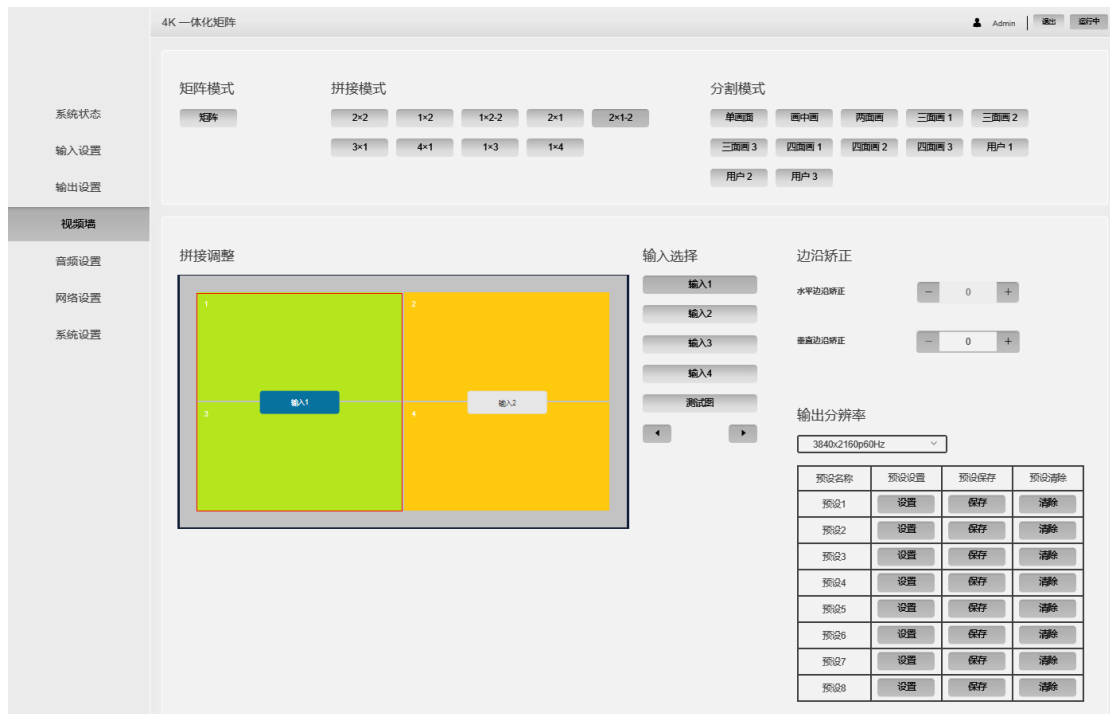 4K 一体化矩阵
Admin 退出 运行中
系统状态
输入设置
输出设置
视频墙
音频设置
网络设置
系统设置
矩阵模式
矩阵
拼接模式
2×2 1×2 1×2-2 2×1 2×1-2
3×1 4×1 1×3 1×4
分割模式
单画面 画中画 两面画 三面画 1 三面画 2
三面画 3 四面画 1 四面画 2 四面画 3 用户 1
用户 2 用户 3
拼接调整
1 2
输入1 输入2
3 4
输入选择
输入1
输入2
输入3
输入4
测试图
边沿矫正
水平边沿矫正 − 0 +
垂直边沿矫正 − 0 +
输出分辨率
3840x2160p60Hz
预设名称 预设设置 预设保存 预设清除
预设1 设置 保存 清除
预设2 设置 保存 清除
预设3 设置 保存 清除
预设4 设置 保存 清除
预设5 设置 保存 清除
预设6 设置 保存 清除
预设7 设置 保存 清除
预设8 设置 保存 清除